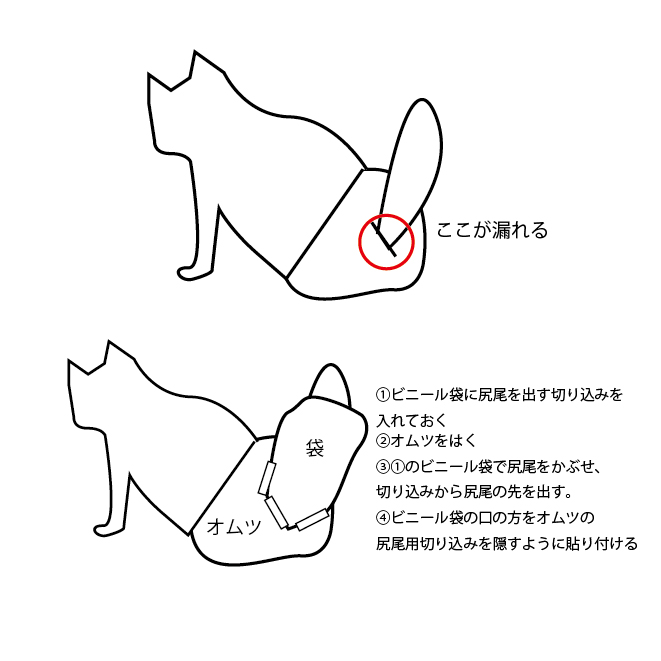 ここが漏れる
①ビニール袋に尻尾を出す切り込みを
入れておく
②オムツをはく
③①のビニール袋で尻尾をかぶせ、
切り込みから尻尾の先を出す。
④ビニール袋の口の方をオムツの
尻尾用切り込みを隠すように貼り付ける
袋
オムツ